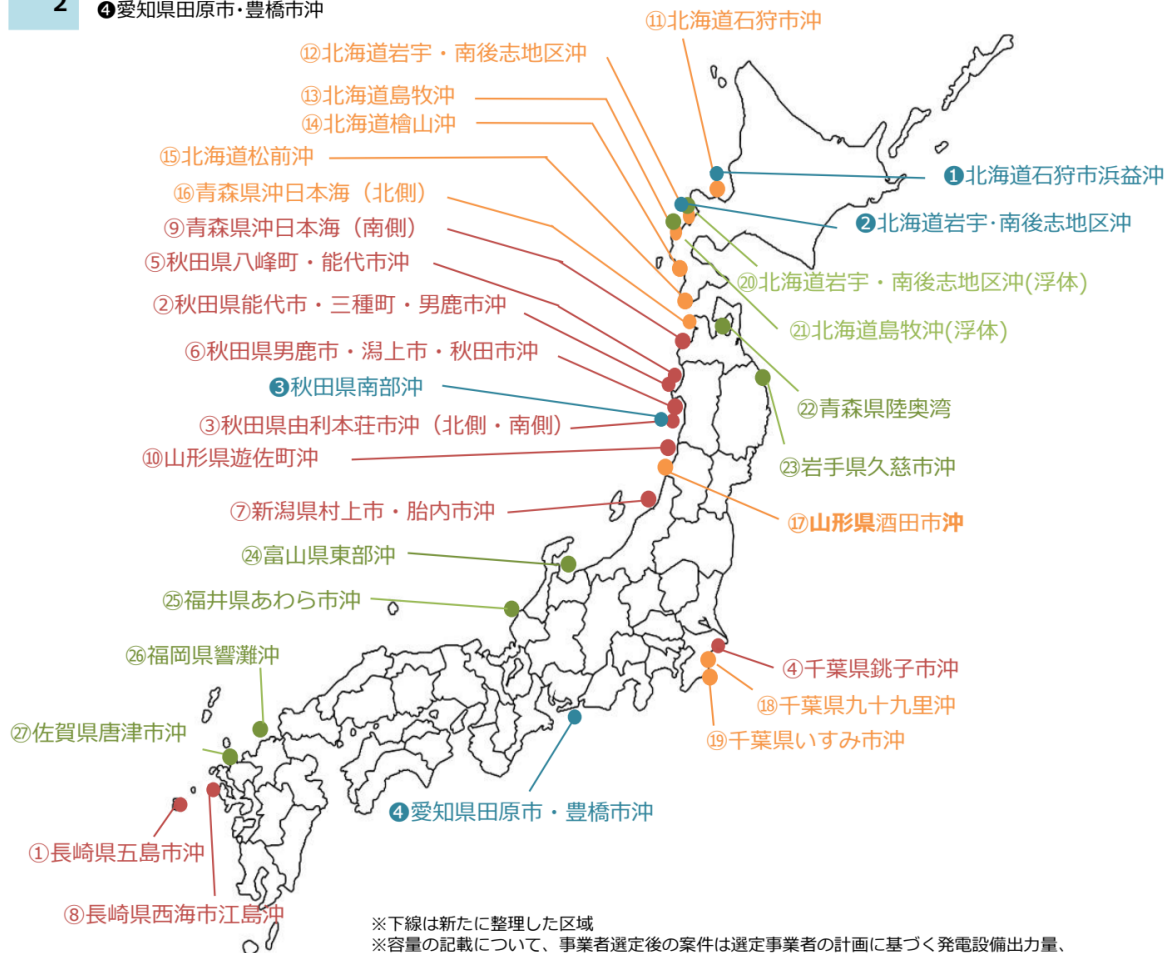 2
❹愛知県田原市・豊橋市沖
⑪北海道石狩市沖
⑫北海道岩宇・南後志地区沖
⑬北海道島牧沖
⑭北海道檜山沖
⑮北海道松前沖
❶北海道石狩市浜益沖
⑯青森県沖日本海（北側）
❷北海道岩宇・南後志地区沖
⑨青森県沖日本海（南側）
⑤秋田県八峰町・能代市沖
⑳北海道岩宇・南後志地区沖(浮体)
②秋田県能代市・三種町・男鹿市沖
㉑北海道島牧沖(浮体)
⑥秋田県男鹿市・潟上市・秋田市沖
❸秋田県南部沖
㉒青森県陸奥湾
③秋田県由利本荘市沖（北側・南側）
⑩山形県遊佐町沖
㉓岩手県久慈市沖
⑦新潟県村上市・胎内市沖
⑰山形県酒田市沖
㉔富山県東部沖
㉕福井県あわら市沖
㉖福岡県響灘沖
④千葉県銚子市沖
⑱千葉県九十九里沖
㉗佐賀県唐津市沖
⑲千葉県いすみ市沖
❹愛知県田原市・豊橋市沖
①長崎県五島市沖
⑧長崎県西海市江島沖
※下線は新たに整理した区域
※容量の記載について、事業者選定後の案件は選定事業者の計画に基づく発電設備出力量、